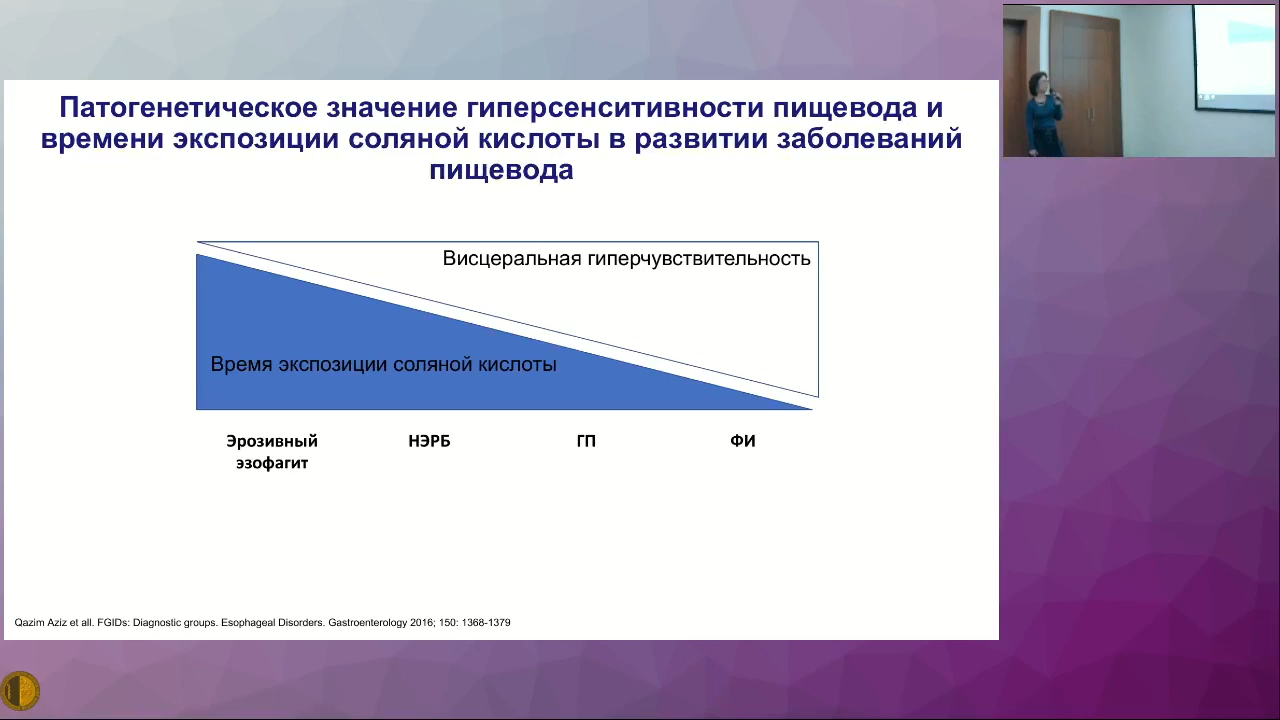 Патогенетическое значение гиперсенситивности пищевода и
времени экспозиции соляной кислоты в развитии заболеваний
пищевода
Висцеральная гиперчувствительность
Время экспозиции соляной кислоты
Эрозивный
эзофагит
НЭРБ
ГП
ФИ
Qazim Aziz et all. FGIDs: Diagnostic groups. Esophageal Disorders. Gastroenterology 2016; 150: 1368-1379